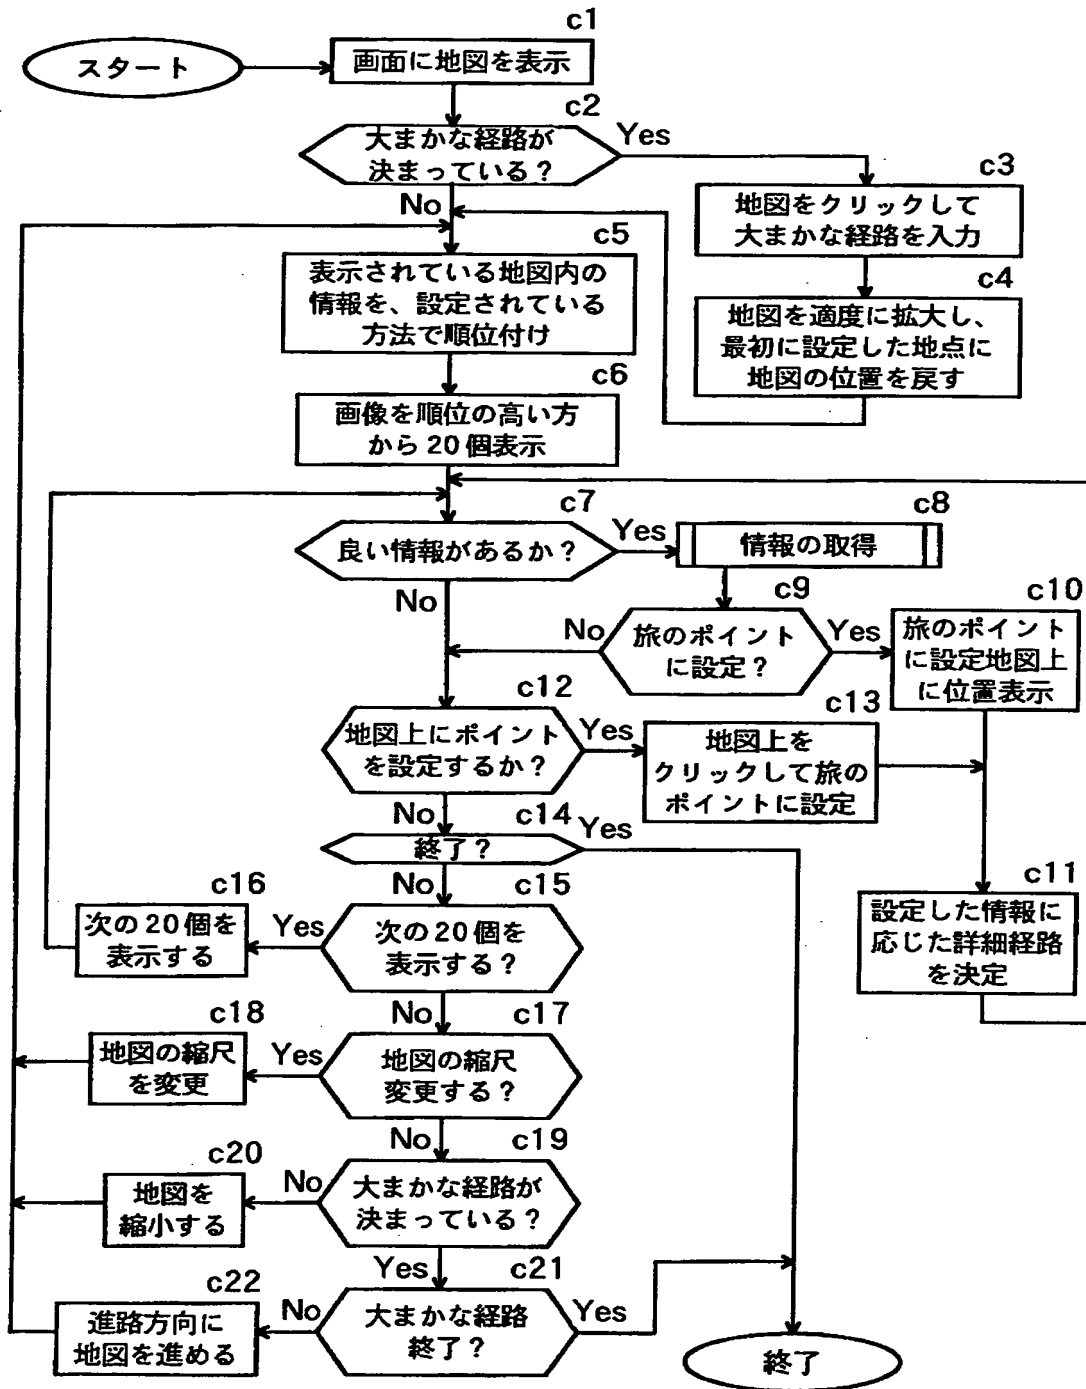 c1
スタート
画面に地図を表示
c2
大まかな経路が
決まっている？
Yes
No
c3
地図をクリックして
大まかな経路を入力
c4
地図を適度に拡大し、
最初に設定した地点に
地図の位置を戻す
c5
表示されている地図内の
情報を、設定されている
方法で順位付け
c6
画像を順位の高い方
から20個表示
c7
良い情報があるか？
Yes
No
c8
情報の取得
c9
旅のポイント
に設定？
No
Yes
c10
旅のポイント
に設定地図上
に位置表示
c12
地図上にポイント
を設定するか？
Yes
No
c13
地図上を
クリックして旅の
ポイントに設定
c14
終了？
Yes
No
c11
設定した情報に
応じた詳細経路
を決定
c15
次の20個を
表示する？
Yes
No
c16
次の20個を
表示する
c17
地図の縮尺
変更する？
Yes
No
c18
地図の縮尺
を変更
c19
大まかな経路が
決まっている？
No
Yes
c20
地図を
縮小する
c21
大まかな経路
終了？
No
Yes
c22
進路方向に
地図を進める
終了